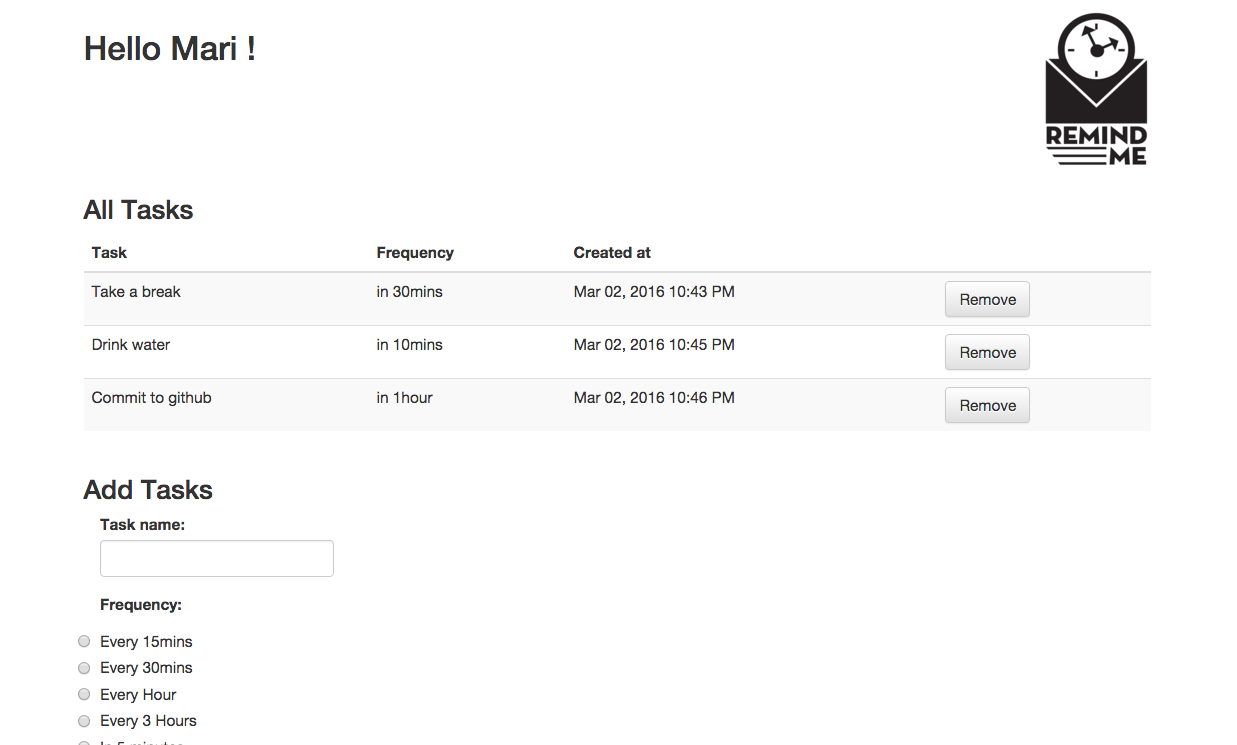 Hello Mari !
REMIND
ME
All Tasks
Task Frequency Created at
Take a break in 30mins Mar 02, 2016 10:43 PM Remove
Drink water in 10mins Mar 02, 2016 10:45 PM Remove
Commit to github in 1hour Mar 02, 2016 10:46 PM Remove
Add Tasks
Task name:
Frequency:
Every 15mins
Every 30mins
Every Hour
Every 3 Hours
In 5 minutes